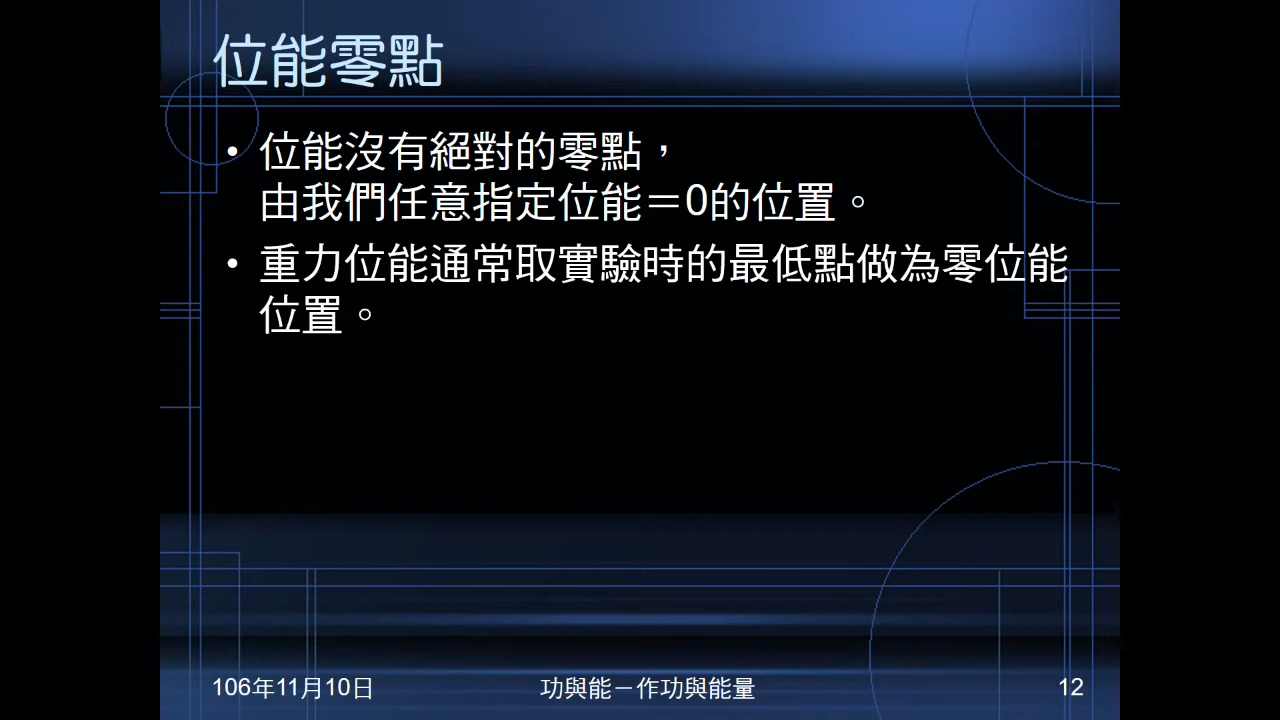 位能零點
• 位能沒有絕對的零點，
由我們任意指定位能＝0的位置。
• 重力位能通常取實驗時的最低點做為零位能
位置。
106年11月10日
功與能－作功與能量
12